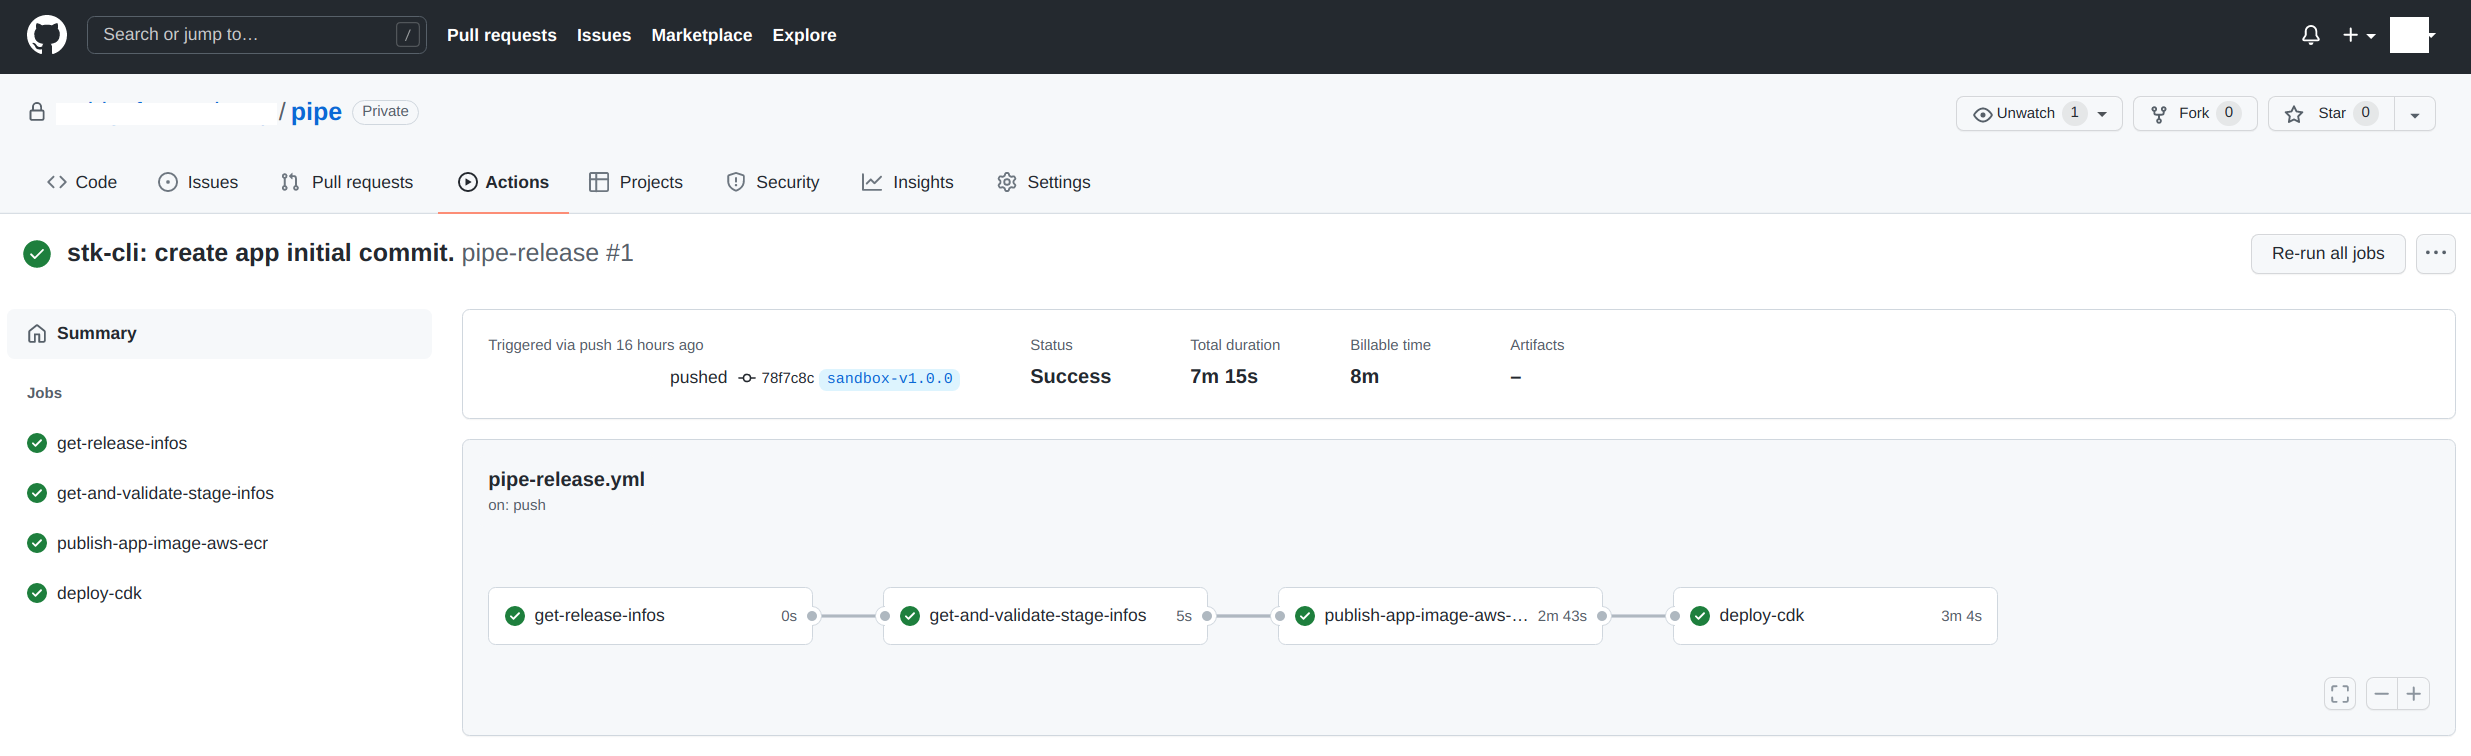 Search or jump to… / Pull requests Issues Marketplace Explore
/ pipe Private Unwatch 1 Fork 0 Star 0
Code Issues Pull requests Actions Projects Security Insights Settings
stk-cli: create app initial commit. pipe-release #1 Re-run all jobs
Summary
Jobs
get-release-infos
get-and-validate-stage-infos
publish-app-image-aws-ecr
deploy-cdk
Triggered via push 16 hours ago Status Total duration Billable time Artifacts
pushed 78f7c8c sandbox-v1.0.0 Success 7m 15s 8m –
pipe-release.yml
on: push
get-release-infos 0s get-and-validate-stage-infos 5s publish-app-image-aws-… 2m 43s deploy-cdk 3m 4s